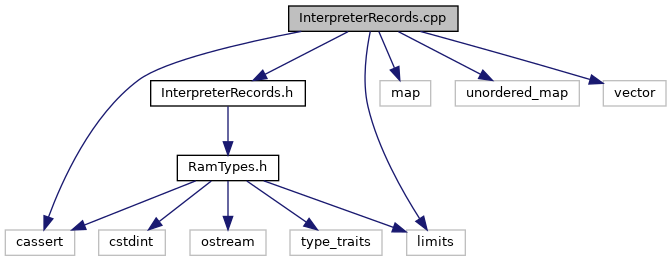 InterpreterRecords.cpp
InterpreterRecords.h
map
unordered_map
vector
RamTypes.h
cassert
cstdint
ostream
type_traits
limits